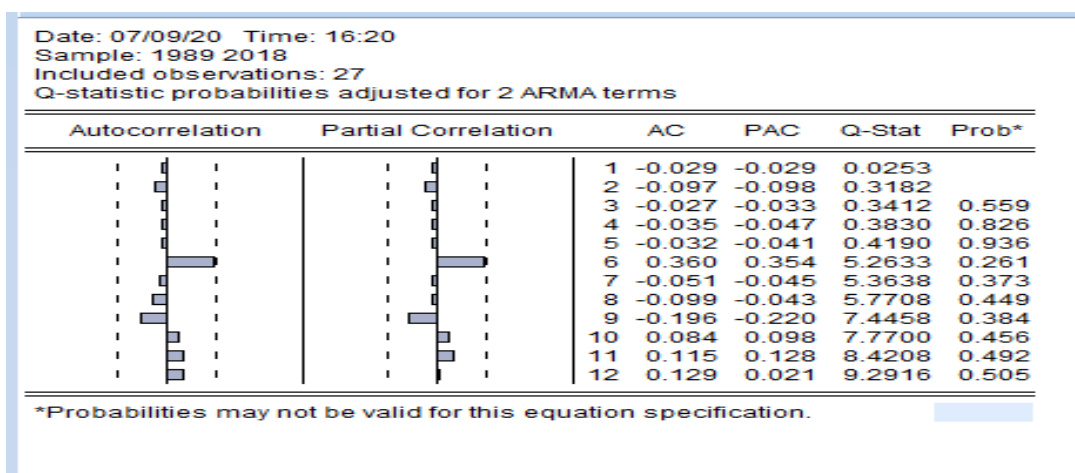 Date: 07/09/20 Time: 16:20
Sample: 1989 2018
Included observations: 27
Q-statistic probabilities adjusted for 2 ARMA terms
Autocorrelation Partial Correlation AC PAC Q-Stat Prob*
1 -0.029 -0.029 0.0253
2 -0.097 -0.098 0.3182
3 -0.027 -0.033 0.3412 0.559
4 -0.035 -0.047 0.3830 0.826
5 -0.032 -0.041 0.4190 0.936
6 0.360 0.354 5.2633 0.261
7 -0.051 -0.045 5.3638 0.373
8 -0.099 -0.043 5.7708 0.449
9 -0.196 -0.220 7.4458 0.384
10 0.084 0.098 7.7700 0.456
11 0.115 0.128 8.4208 0.492
12 0.129 0.021 9.2916 0.505
*Probabilities may not be valid for this equation specification.